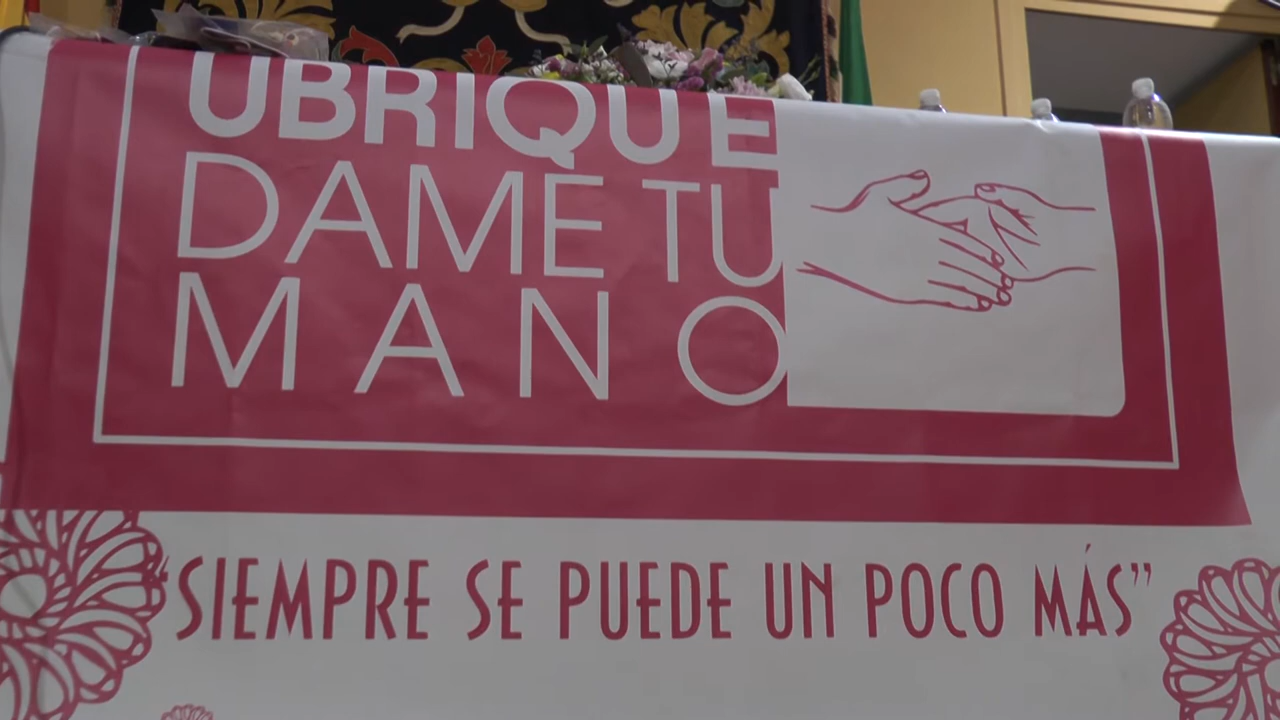 UBRIQUE
DAME TU
MANO
“SIEMPRE SE PUEDE UN POCO MÁS”